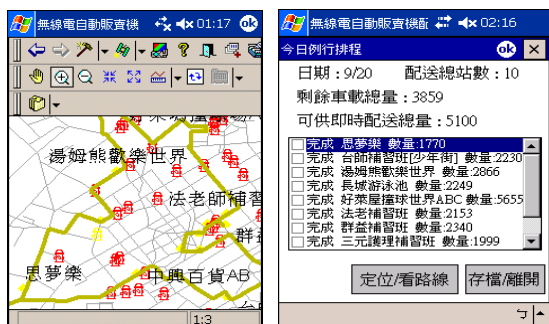 無線電自動販賣機 01:17 ok
湯姆熊歡樂世界
法老師補習
群
思夢樂
中興百貨AB
1:3
無線電自動販賣機配 02:16
今日例行排程 ok
日期:9/20 配送總站數:10
剩餘車載總量:3859
可供即時配送總量:5100
完成 思夢樂 數量:1770
完成 台師補習班[少年街] 數量:2230
完成 湯姆熊歡樂世界 數量:2866
完成 長城游泳池 數量:2249
完成 好萊屋撞球世界ABC 數量:5655
完成 法老補習班 數量:2153
完成 群益補習班 數量:2340
完成 三元護理補習班 數量:1999
定位/看路線 存檔/離開
ㄅ